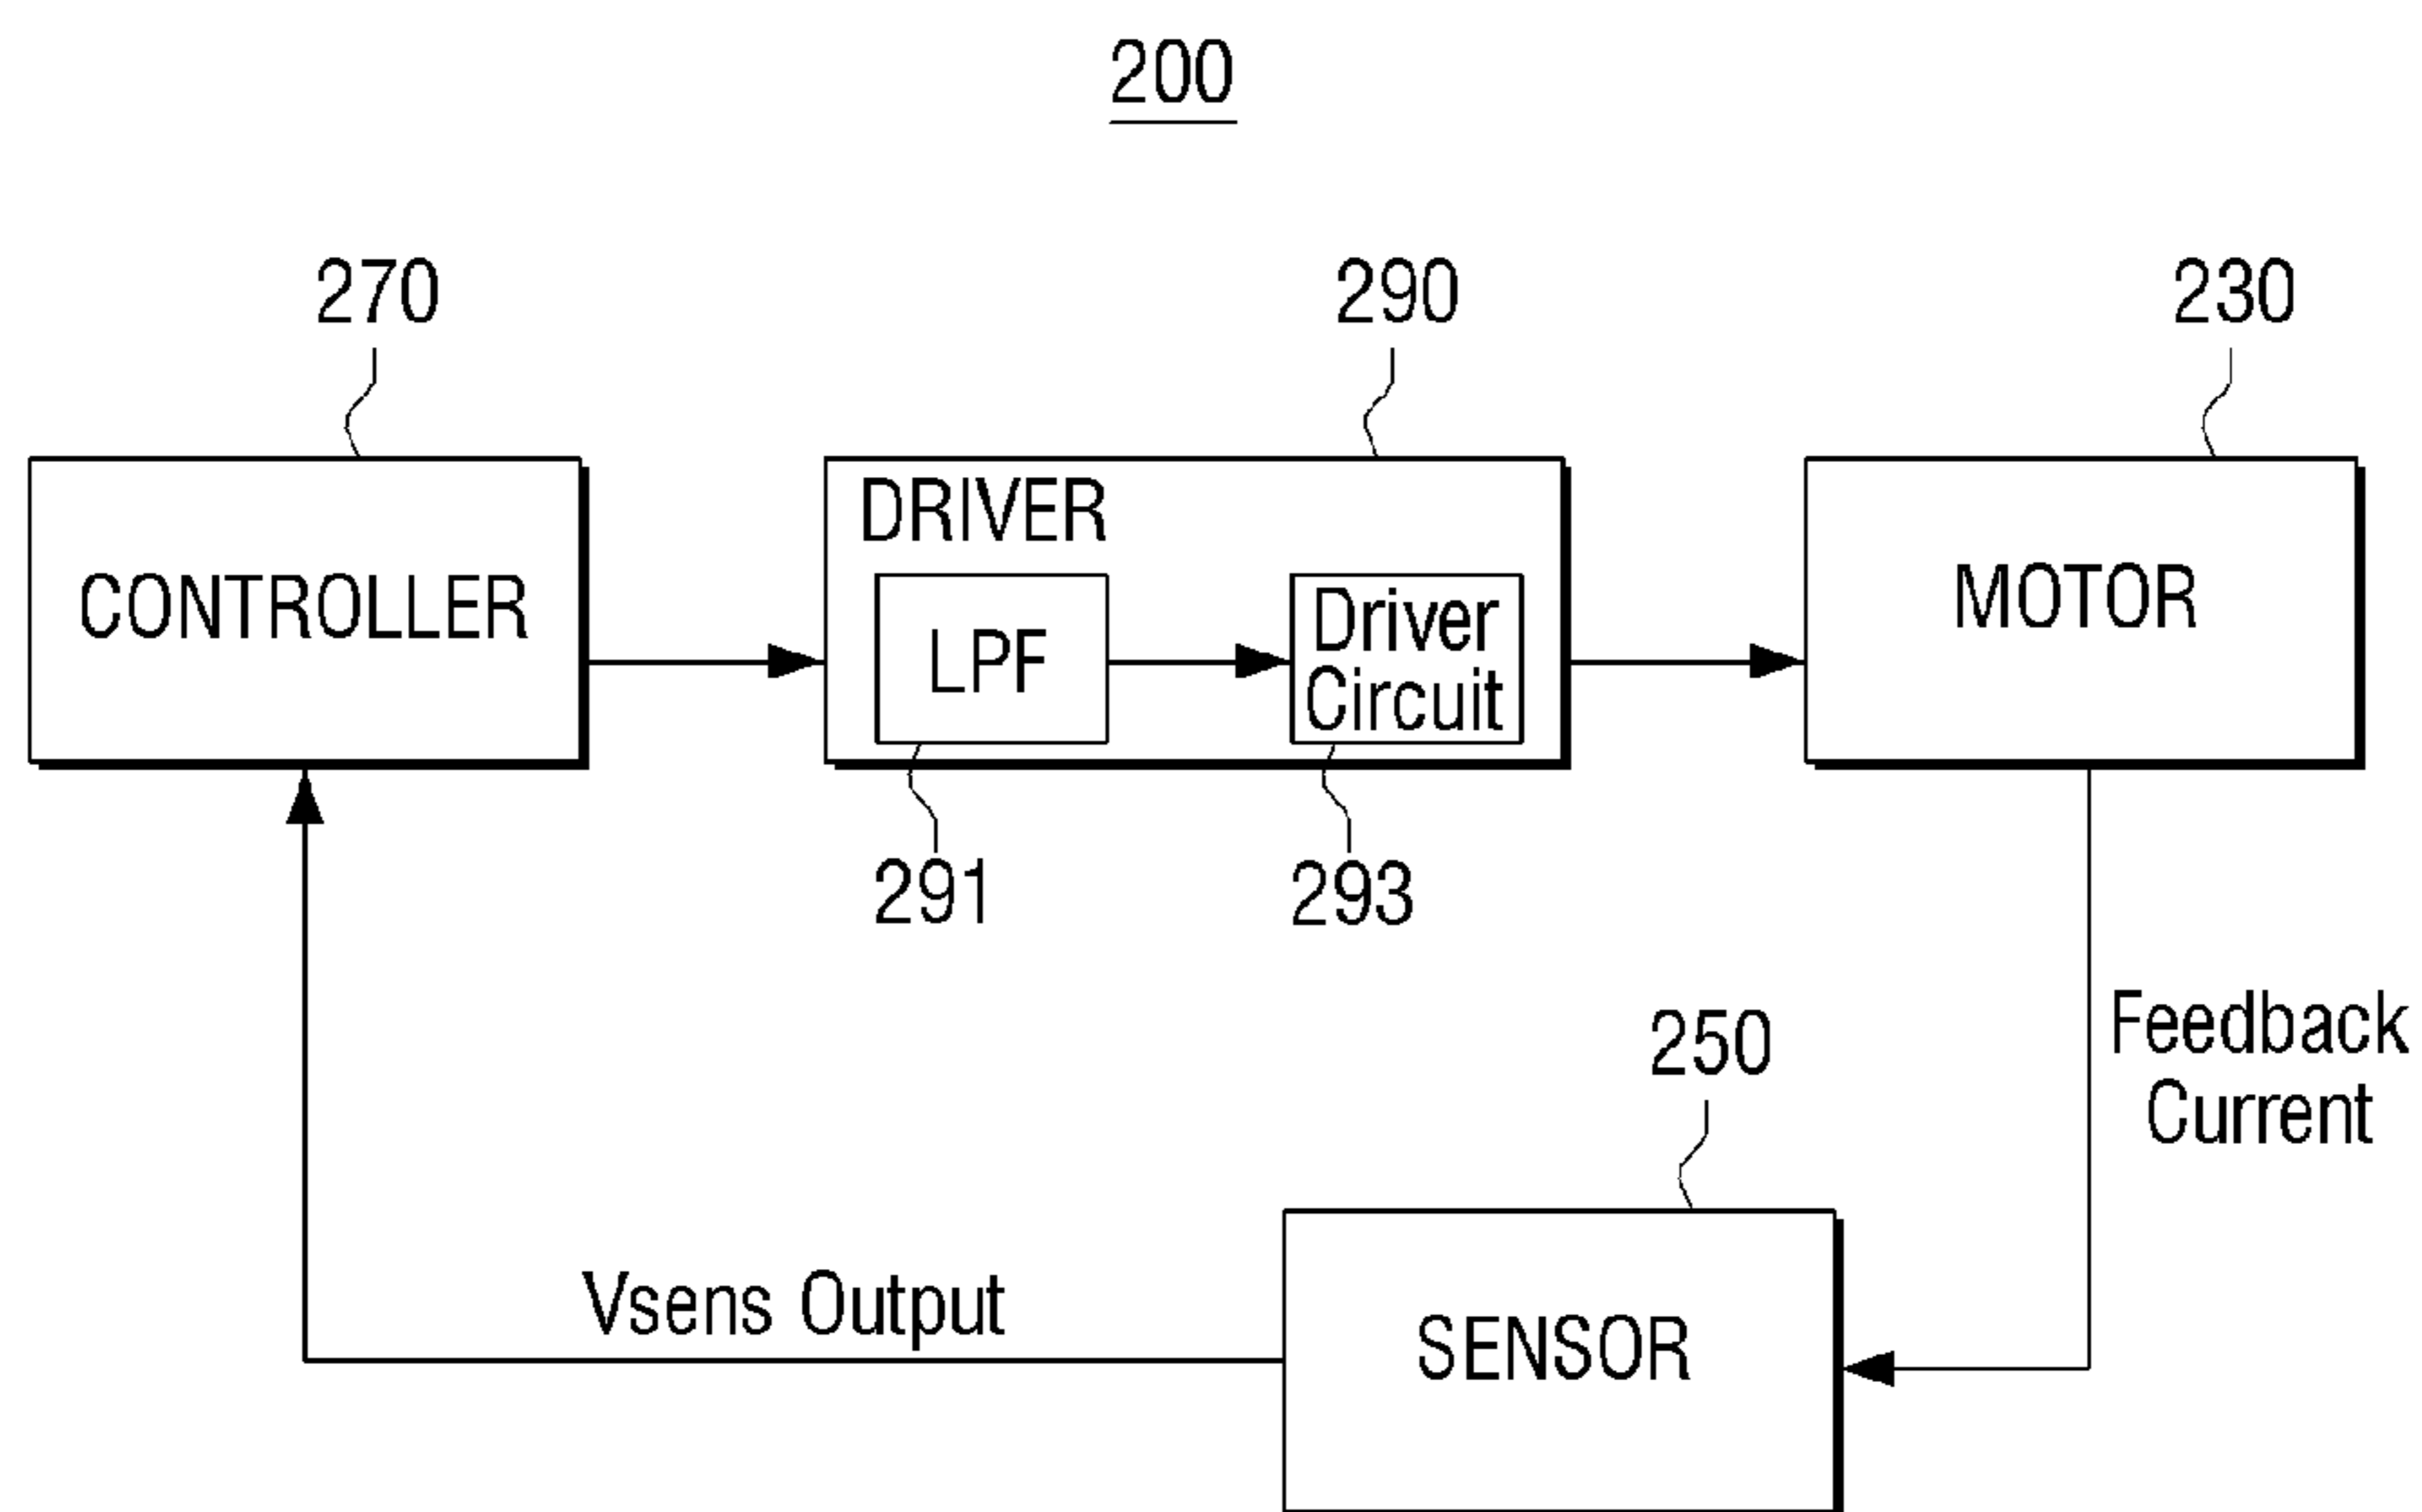 200
270
290
230
CONTROLLER
DRIVER
LPF
Driver
Circuit
MOTOR
291
293
Feedback
Current
250
Vsens Output
SENSOR